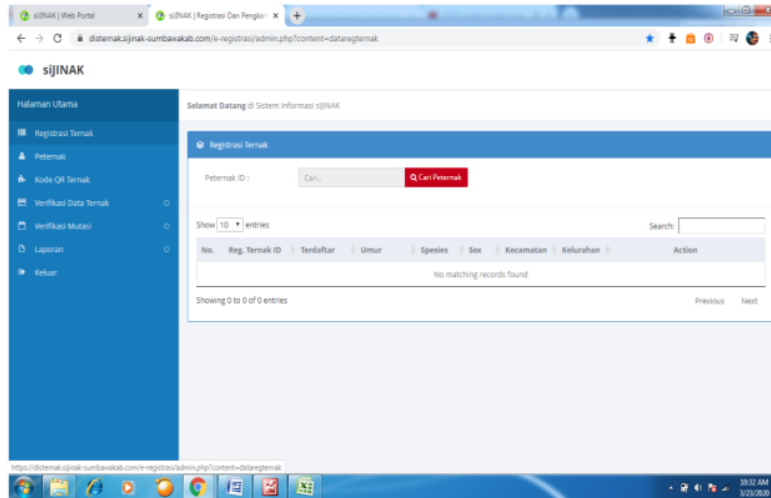 siJINAK | Web Portal
siJINAK | Registrasi Dan Pengkar
disternak.sijinak-sumbawakab.com/e-registrasi/admin.php?content=dataregternak
siJINAK
Halaman Utama
Selamat Datang di Sistem Informasi siJINAK
Registrasi Ternak
Peternak
Kode QR Ternak
Verifikasi Data Ternak
Verifikasi Mutasi
Laporan
Keluar
Registrasi Ternak
Peternak ID :
Cari..
Cari Peternak
Show 10 entries
Search:
No. Reg. Ternak ID Terdaftar Umur Spesies Sex Kecamatan Kelurahan Action
No matching records found
Showing 0 to 0 of 0 entries
Previous Next
https://disternak.sijinak-sumbawakab.com/e-registrasi/admin.php?content=dataregternak
10:32 AM
3/23/2020